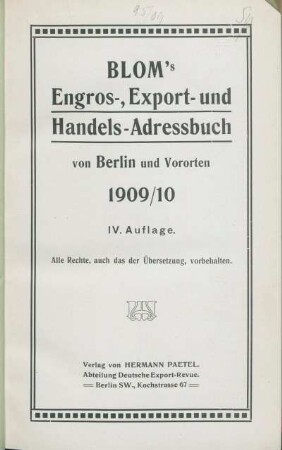 BLOM's
Engros-, Export- und
Handels-Adressbuch
von Berlin und Vororten
1909/10
IV. Auflage.
Alle Rechte, auch das der Übersetzung, vorbehalten.
Verlag von HERMANN PAETEL.
Abteilung Deutsche Export-Revue.
Berlin SW., Kochstrasse 67